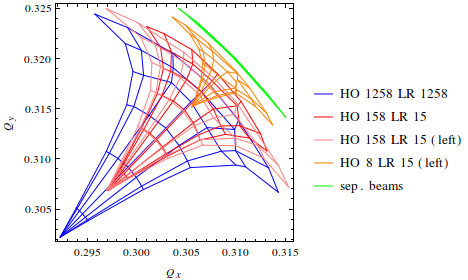 0.325
0.320
0.315
0.310
0.305
Qy
0.295
0.300
0.305
0.310
0.315
Qx
HO 1258 LR 1258
HO 158 LR 15
HO 158 LR 15 (left)
HO 8 LR 15 (left)
sep. beams